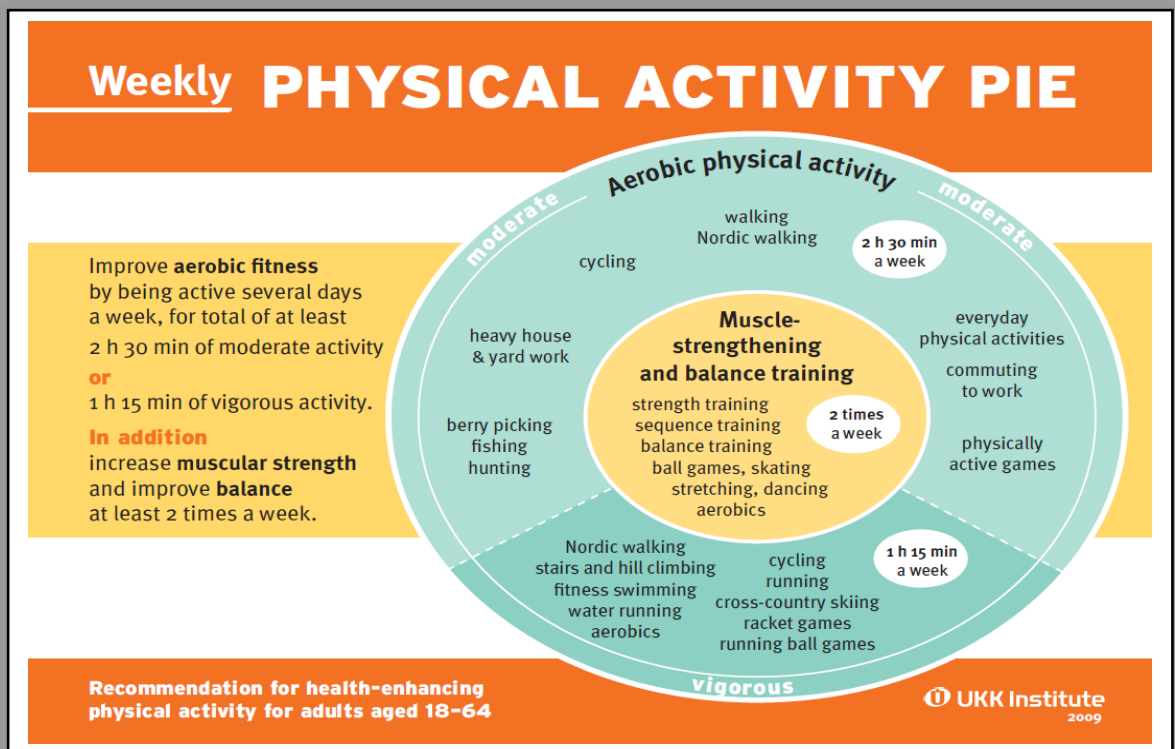 Weekly PHYSICAL ACTIVITY PIE
Improve aerobic fitness
by being active several days
a week, for total of at least
2 h 30 min of moderate activity
or
1 h 15 min of vigorous activity.
In addition
increase muscular strength
and improve balance
at least 2 times a week.
Aerobic physical activity
moderate
moderate
walking
Nordic walking
2 h 30 min
a week
cycling
heavy house
& yard work
berry picking
fishing
hunting
everyday
physical activities
commuting
to work
physically
active games
Muscle-
strengthening
and balance training
strength training
sequence training
balance training
ball games, skating
stretching, dancing
aerobics
2 times
a week
Nordic walking
stairs and hill climbing
fitness swimming
water running
aerobics
cycling
running
cross-country skiing
racket games
running ball games
1 h 15 min
a week
vigorous
Recommendation for health-enhancing
physical activity for adults aged 18–64
UKK Institute
2009